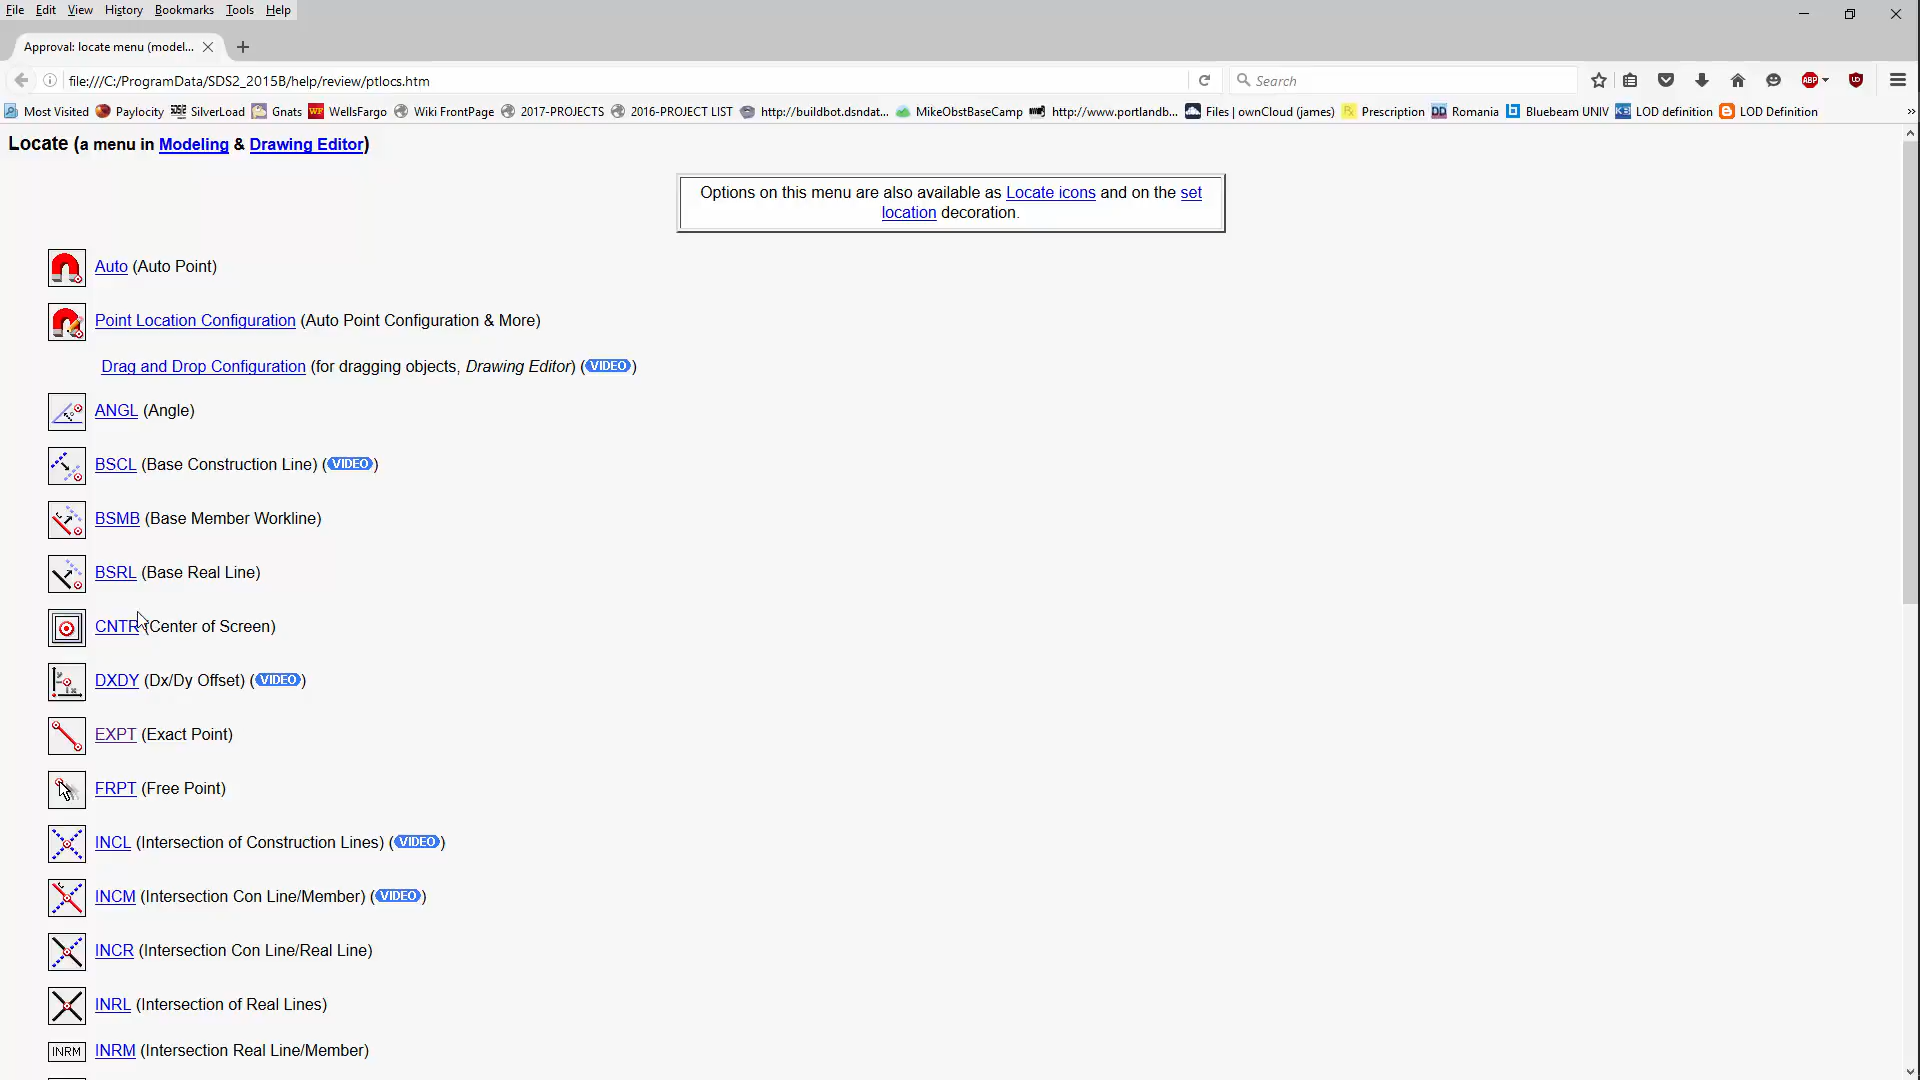 File Edit View History Bookmarks Tools Help
Approval: locate menu (model...
file:///C:/ProgramData/SDS2_2015B/help/review/ptlocs.htm
Search
ABP
Most Visited Paylocity SilverLoad Gnats WellsFargo Wiki FrontPage 2017-PROJECTS 2016-PROJECT LIST http://buildbot.dsndat... MikeObstBaseCamp http://www.portlandb... Files | ownCloud (james) Prescription Romania Bluebeam UNIV LOD definition LOD Definition
Locate (a menu in Modeling & Drawing Editor)
Options on this menu are also available as Locate icons and on the set
location decoration.
Auto (Auto Point)
Point Location Configuration (Auto Point Configuration & More)
Drag and Drop Configuration (for dragging objects, Drawing Editor) (VIDEO)
ANGL (Angle)
BSCL (Base Construction Line) (VIDEO)
BSMB (Base Member Workline)
BSRL (Base Real Line)
CNTR (Center of Screen)
DXDY (Dx/Dy Offset) (VIDEO)
EXPT (Exact Point)
FRPT (Free Point)
INCL (Intersection of Construction Lines) (VIDEO)
INCM (Intersection Con Line/Member) (VIDEO)
INCR (Intersection Con Line/Real Line)
INRL (Intersection of Real Lines)
INRM INRM (Intersection Real Line/Member)